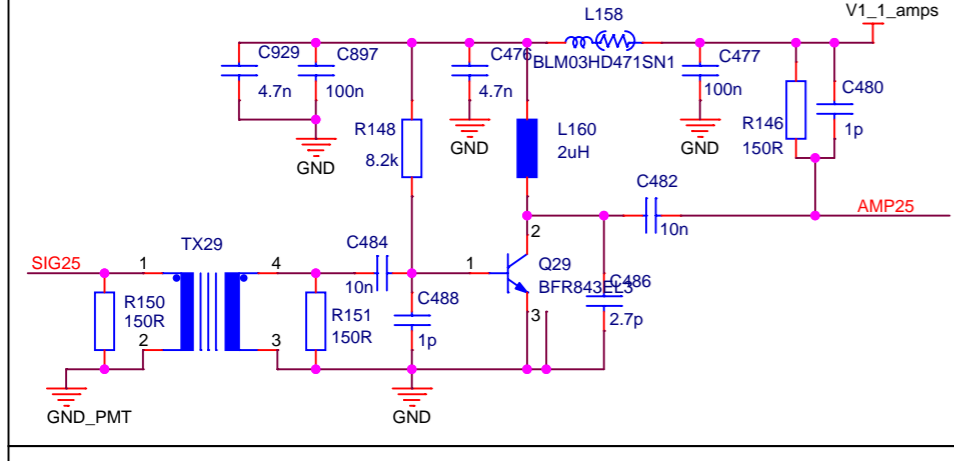 V1_1_amps
L158
BLM03HD471SN1
C929
4.7n
C897
100n
C476
4.7n
C477
100n
C480
1p
R148
8.2k
L160
2uH
R146
150R
GND
GND
GND
C482
10n
AMP25
SIG25
TX29
1
4
2
3
C484
10n
1
2
3
Q29
BFR843EL3
C486
2.7p
R150
150R
R151
150R
C488
1p
GND_PMT
GND